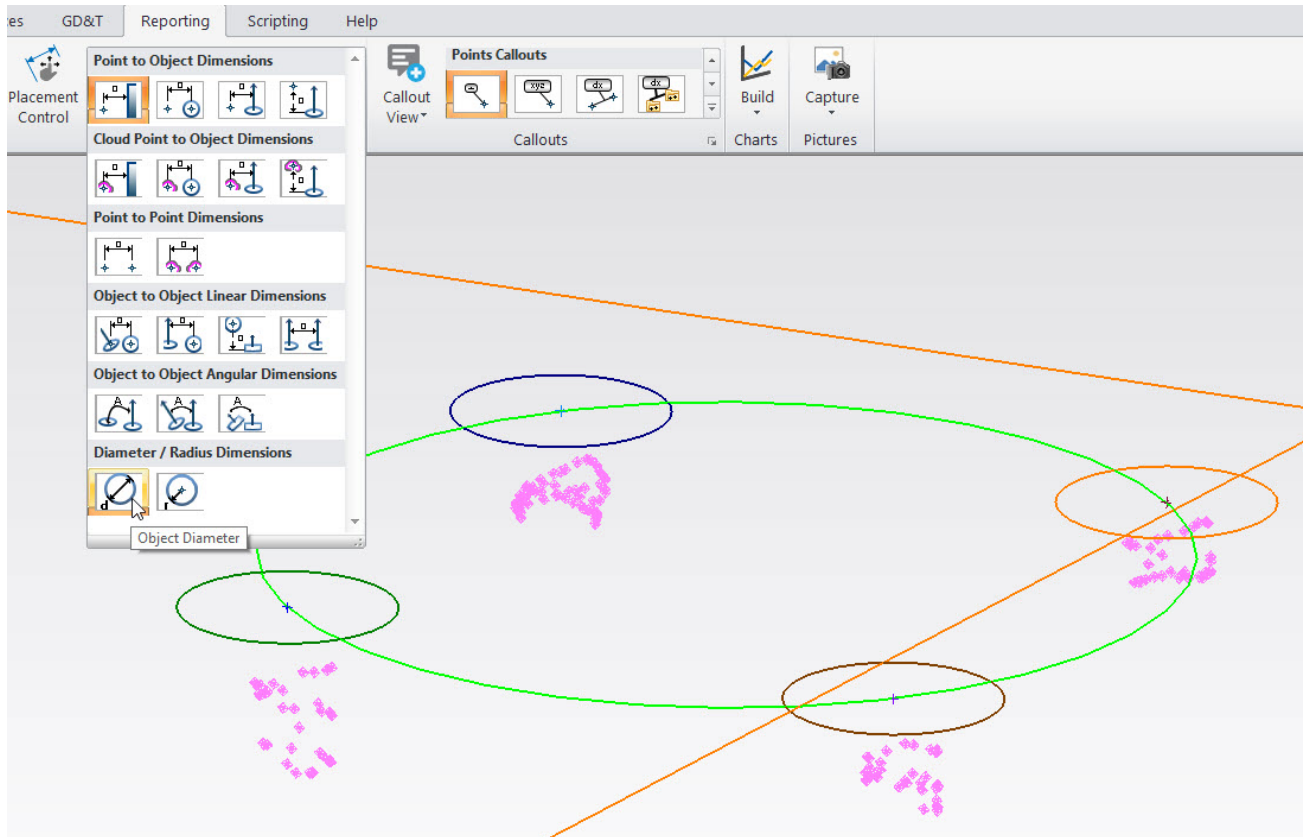 es GD&T Reporting Scripting Help
Placement
Control
Point to Object Dimensions
Cloud Point to Object Dimensions
Point to Point Dimensions
Object to Object Linear Dimensions
Object to Object Angular Dimensions
A A A
Diameter / Radius Dimensions
d r
Object Diameter
Callout
View
Points Callouts
xyz dx dx
Callouts
Build
Charts
Capture
Pictures